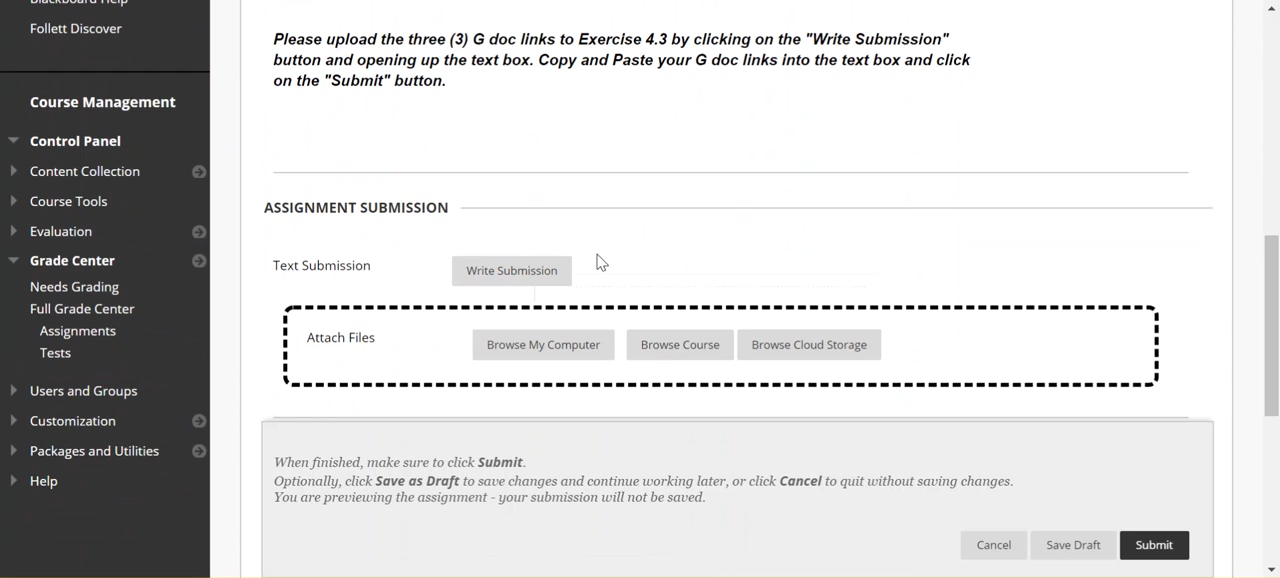 Follett Discover
Course Management
Control Panel
Content Collection
Course Tools
Evaluation
Grade Center
Needs Grading
Full Grade Center
Assignments
Tests
Users and Groups
Customization
Packages and Utilities
Help
Please upload the three (3) G doc links to Exercise 4.3 by clicking on the "Write Submission"
button and opening up the text box. Copy and Paste your G doc links into the text box and click
on the "Submit" button.
ASSIGNMENT SUBMISSION
Text Submission
Write Submission
Attach Files
Browse My Computer
Browse Course
Browse Cloud Storage
When finished, make sure to click Submit.
Optionally, click Save as Draft to save changes and continue working later, or click Cancel to quit without saving changes.
You are previewing the assignment - your submission will not be saved.
Cancel
Save Draft
Submit